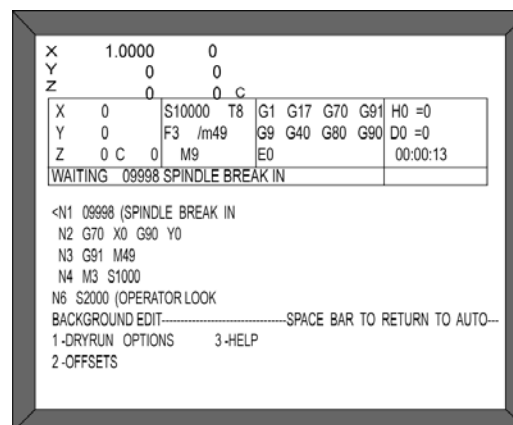 X 1.0000 0
Y 0 0
Z 0 0 C
X 0 S10000 T8 G1 G17 G70 G91 H0 =0
Y 0 F3 /m49 G9 G40 G80 G90 D0 =0
Z 0 C 0 M9 E0 00:00:13
WAITING 09998 SPINDLE BREAK IN
<N1 09998 (SPINDLE BREAK IN
N2 G70 X0 G90 Y0
N3 G91 M49
N4 M3 S1000
N6 S2000 (OPERATOR LOOK
BACKGROUND EDIT--------------------------------SPACE BAR TO RETURN TO AUTO---
1-DRYRUN OPTIONS 3-HELP
2-OFFSETS